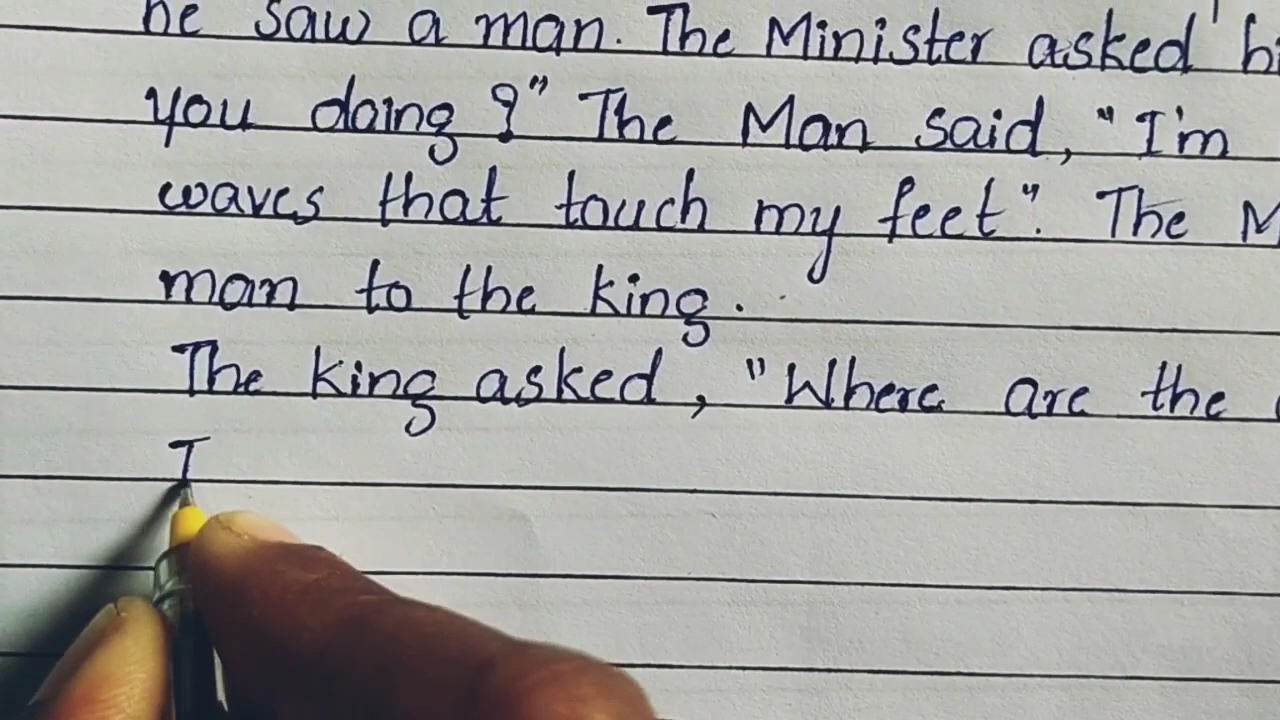 he saw a man. The Minister asked
you doing?" The Man said, "I'm
waves that touch my feet". The
man to the king.
The king asked, "Where are the
T